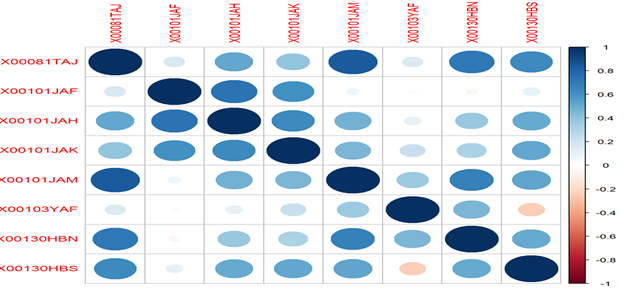 X00081TAJ
X00101JAF
X00101JAH
X00101JAK
X00101JAM
X00103YAF
X00130HBN
X00130HBS
X00081TAJ
X00101JAF
X00101JAH
X00101JAK
X00101JAM
X00103YAF
X00130HBN
X00130HBS
1
0.8
0.6
0.4
0.2
0
-0.2
-0.4
-0.6
-0.8
-1